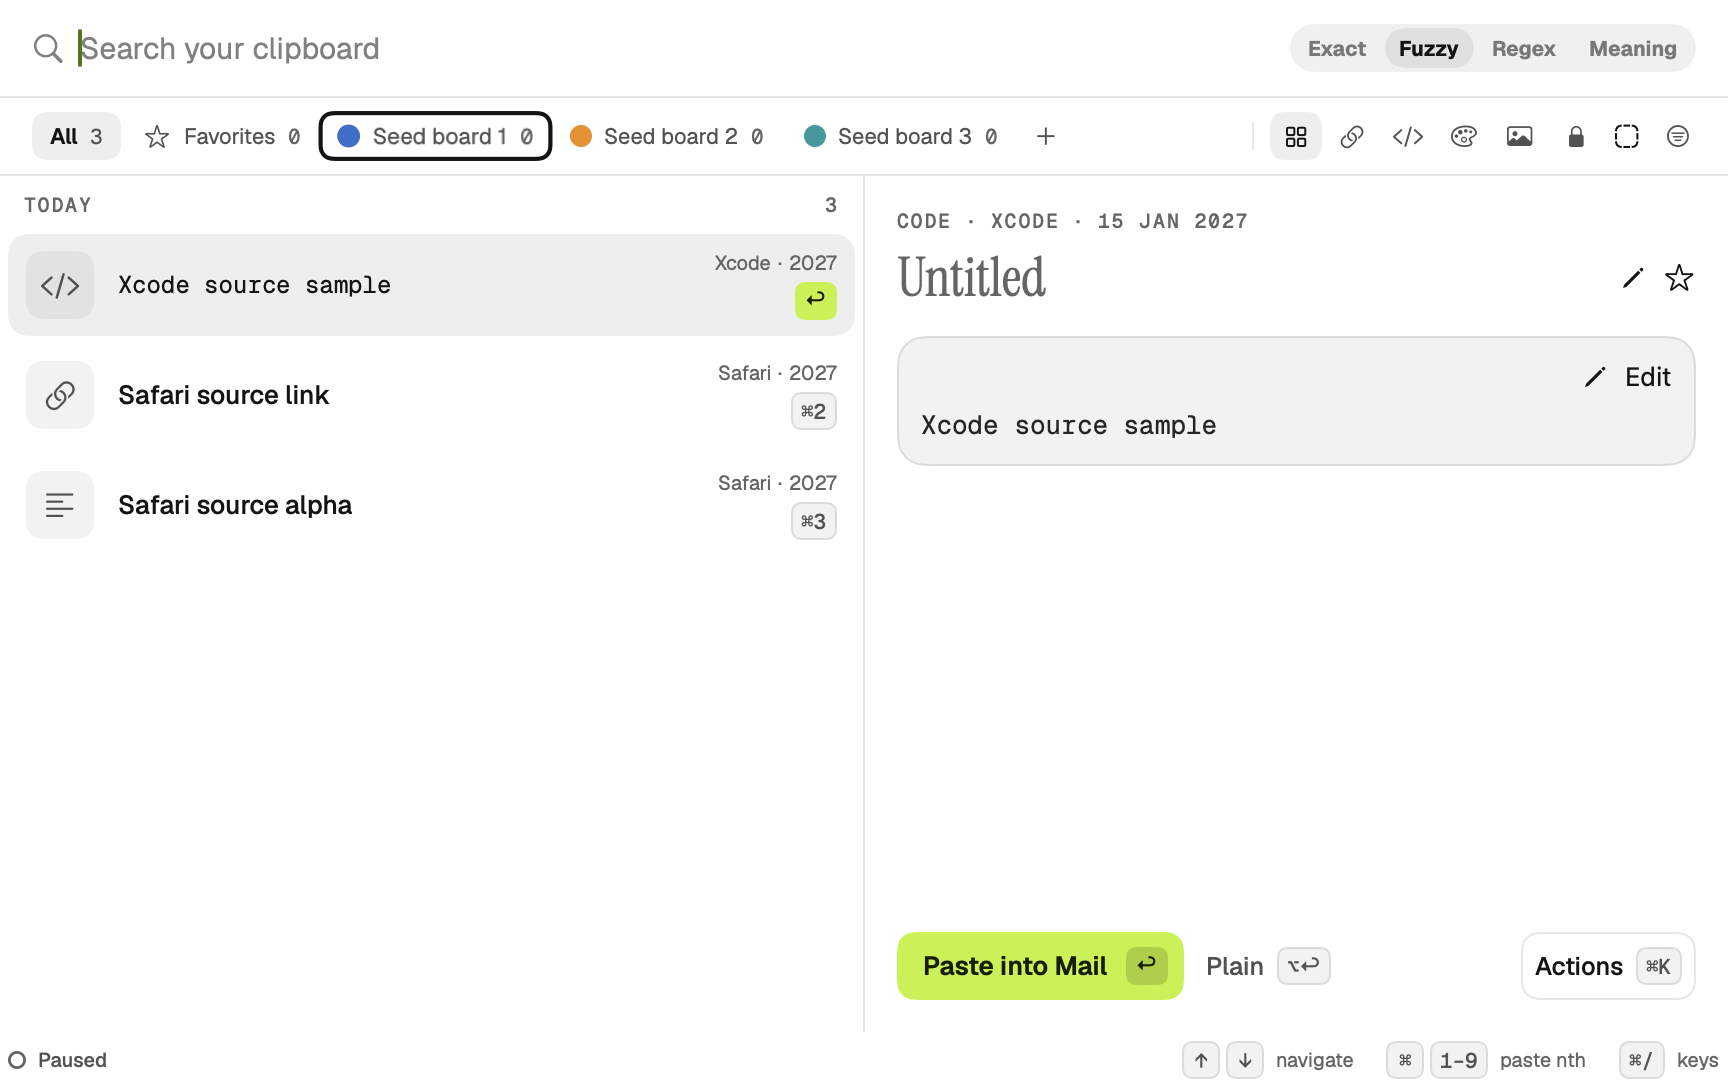 Search your clipboard
Exact Fuzzy Regex Meaning
All 3 Favorites 0 Seed board 1 0 Seed board 2 0 Seed board 3 0
TODAY 3
Xcode source sample
Xcode · 2027
Safari source link
Safari · 2027
⌘2
Safari source alpha
Safari · 2027
⌘3
CODE · XCODE · 15 JAN 2027
Untitled
Edit
Xcode source sample
Paste into Mail ↩ Plain ⌥↩ Actions ⌘K
Paused
↑ ↓ navigate ⌘ 1-9 paste nth ⌘/ keys